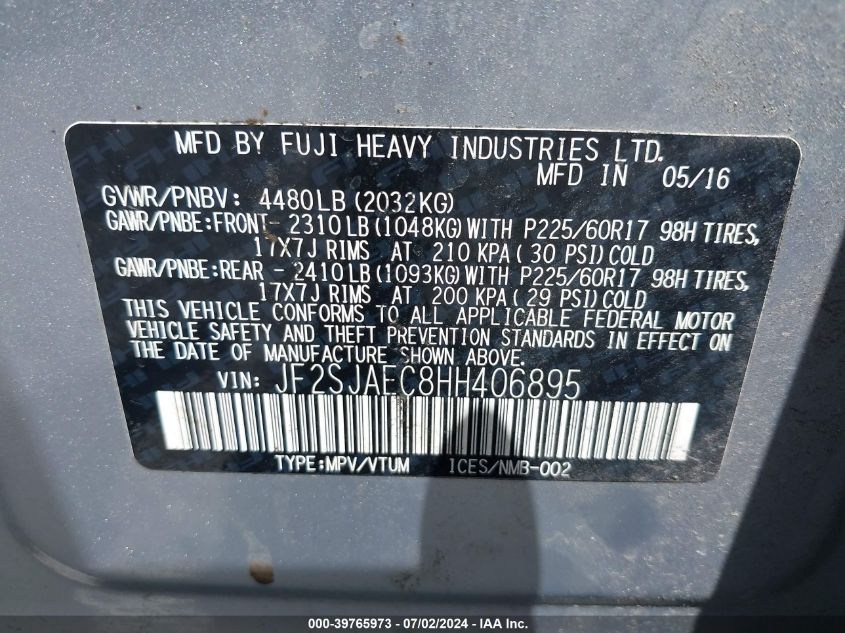 MFD BY FUJI HEAVY INDUSTRIES LTD.
MFD IN 05/16
GVWR/PNBV: 4480LB (2032KG)
GAWR/PNBE:FRONT- 2310LB (1048KG) WITH P225/60R17 98H TIRES,
17X7J RIMS AT 210 KPA ( 30 PSI) COLD
GAWR/PNBE:REAR - 2410LB (1093KG) WITH P225/60R17 98H TIRES,
17X7J RIMS AT 200 KPA ( 29 PSI) COLD
THIS VEHICLE CONFORMS TO ALL APPLICABLE FEDERAL MOTOR
VEHICLE SAFETY AND THEFT PREVENTION STANDARDS IN EFFECT ON
THE DATE OF MANUFACTURE SHOWN ABOVE.
VIN: JF2SJAEC8HH406895
TYPE:MPV/VTUM ICES/NMB-002
000-39765973 - 07/02/2024 - IAA Inc.